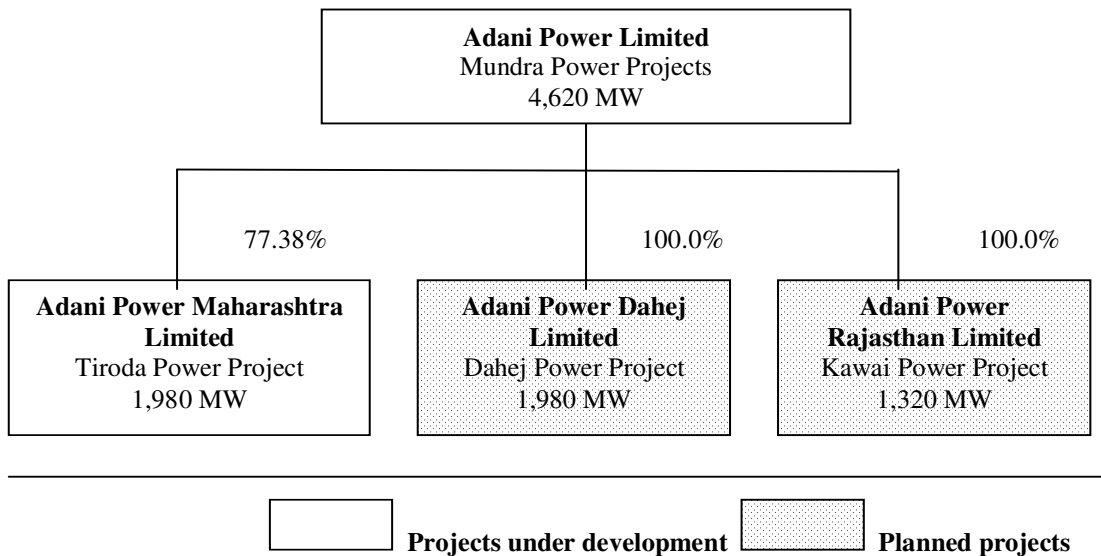 Adani Power Limited
Mundra Power Projects
4,620 MW
77.38%
100.0%
100.0%
Adani Power Maharashtra
Limited
Tiroda Power Project
1,980 MW
Adani Power Dahej
Limited
Dahej Power Project
1,980 MW
Adani Power
Rajasthan Limited
Kawai Power Project
1,320 MW
Projects under development
Planned projects